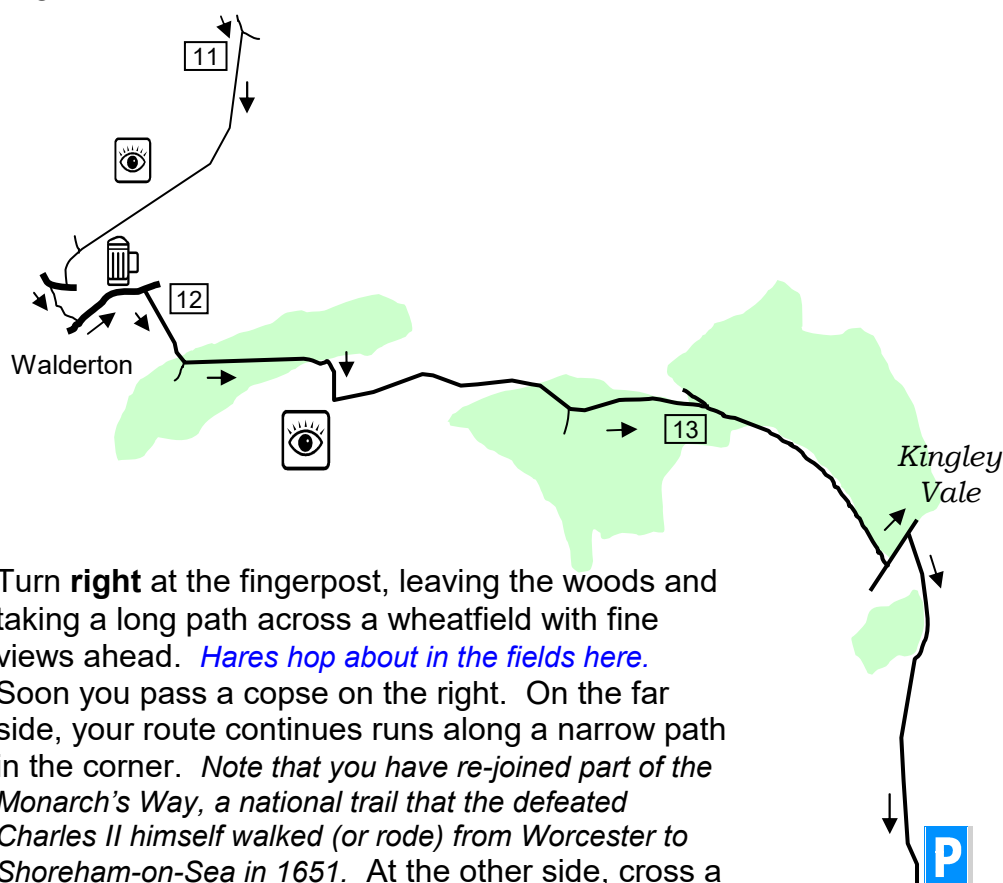 11
12
Walderton
13
Kingley
Vale
Turn right at the fingerpost, leaving the woods and
taking a long path across a wheatfield with fine
views ahead. Hares hop about in the fields here.
Soon you pass a copse on the right. On the far
side, your route continues runs along a narrow path
in the corner. Note that you have re-joined part of the
Monarch's Way, a national trail that the defeated
Charles II himself walked (or rode) from Worcester to
Shoreham-on-Sea in 1651. At the other side, cross a
P